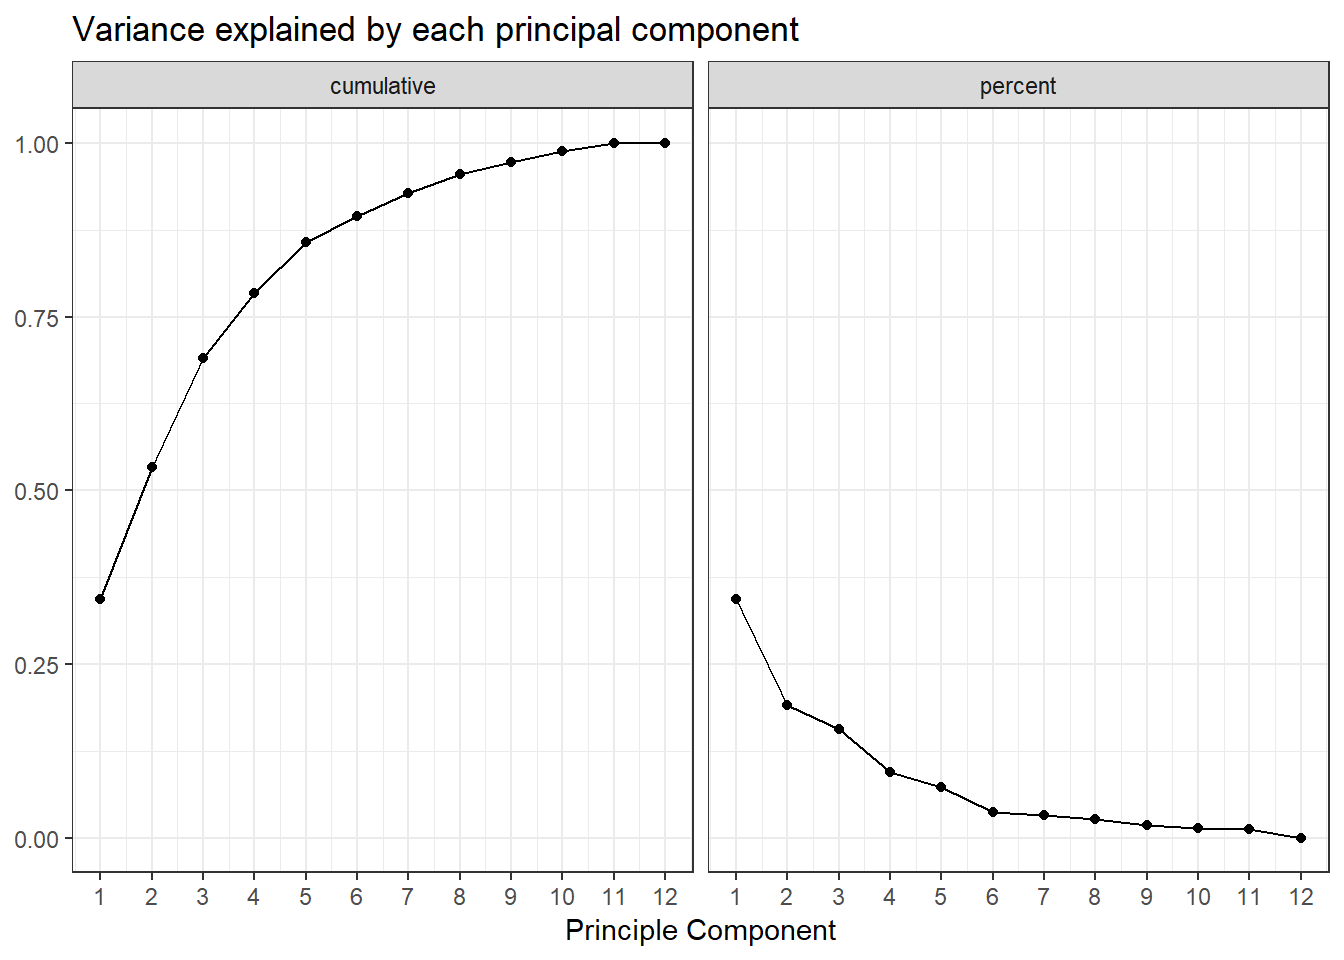 Variance explained by each principal component
cumulative
percent
1.00
0.75
0.50
0.25
0.00
1 2 3 4 5 6 7 8 9 10 11 12
1 2 3 4 5 6 7 8 9 10 11 12
Principle Component